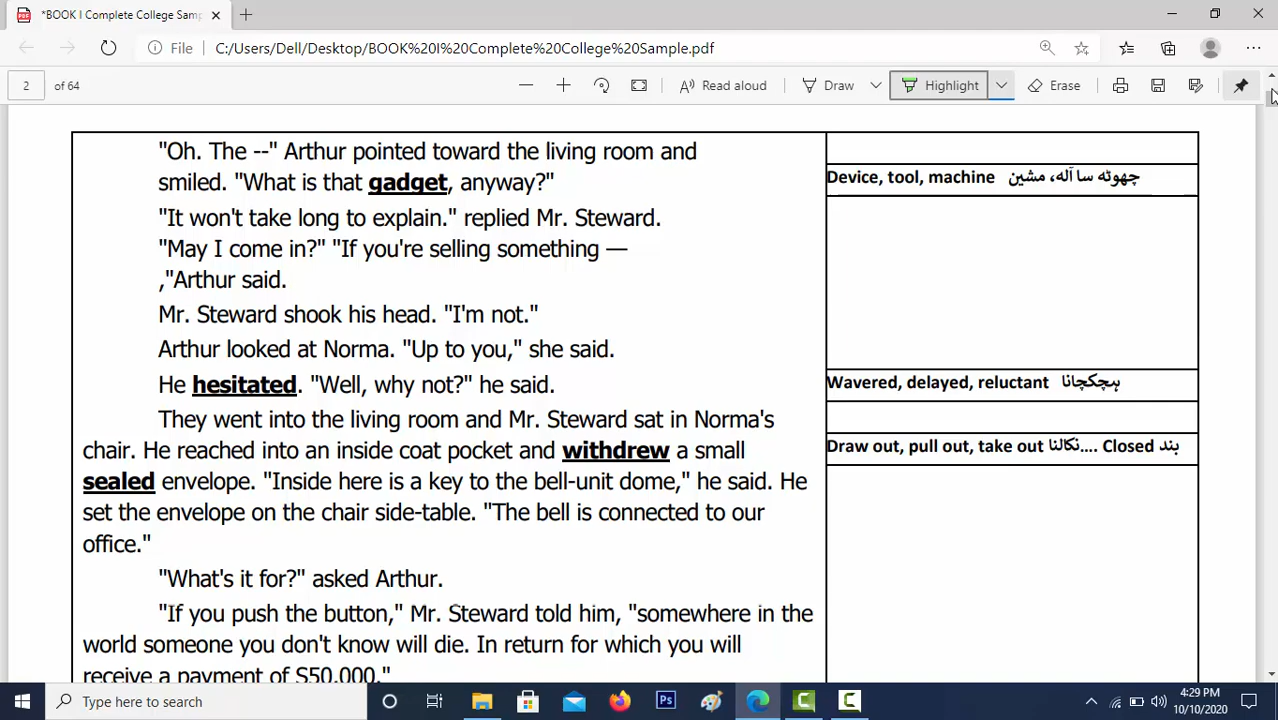 *BOOK I Complete College Sam
File C:/Users/Dell/Desktop/BOOK%20I%20Complete%20College%20Sample.pdf
2 of 64 Read aloud Draw Highlight Erase
"Oh. The --" Arthur pointed toward the living room and
smiled. "What is that gadget, anyway?"
Device, tool, machine چھوٹہ سا آلہ، مشین
"It won't take long to explain." replied Mr. Steward.
"May I come in?" "If you're selling something —
,"Arthur said.
Mr. Steward shook his head. "I'm not."
Arthur looked at Norma. "Up to you," she said.
He hesitated. "Well, why not?" he said.
Wavered, delayed, reluctant ہچکچانا
They went into the living room and Mr. Steward sat in Norma's
chair. He reached into an inside coat pocket and withdrew a small
Draw out, pull out, take out نکالنا.... Closed بند
sealed envelope. "Inside here is a key to the bell-unit dome," he said. He
set the envelope on the chair side-table. "The bell is connected to our
office."
"What's it for?" asked Arthur.
"If you push the button," Mr. Steward told him, "somewhere in the
world someone you don't know will die. In return for which you will
receive a payment of S50,000."
Type here to search
Ps
4:29 PM
10/10/2020